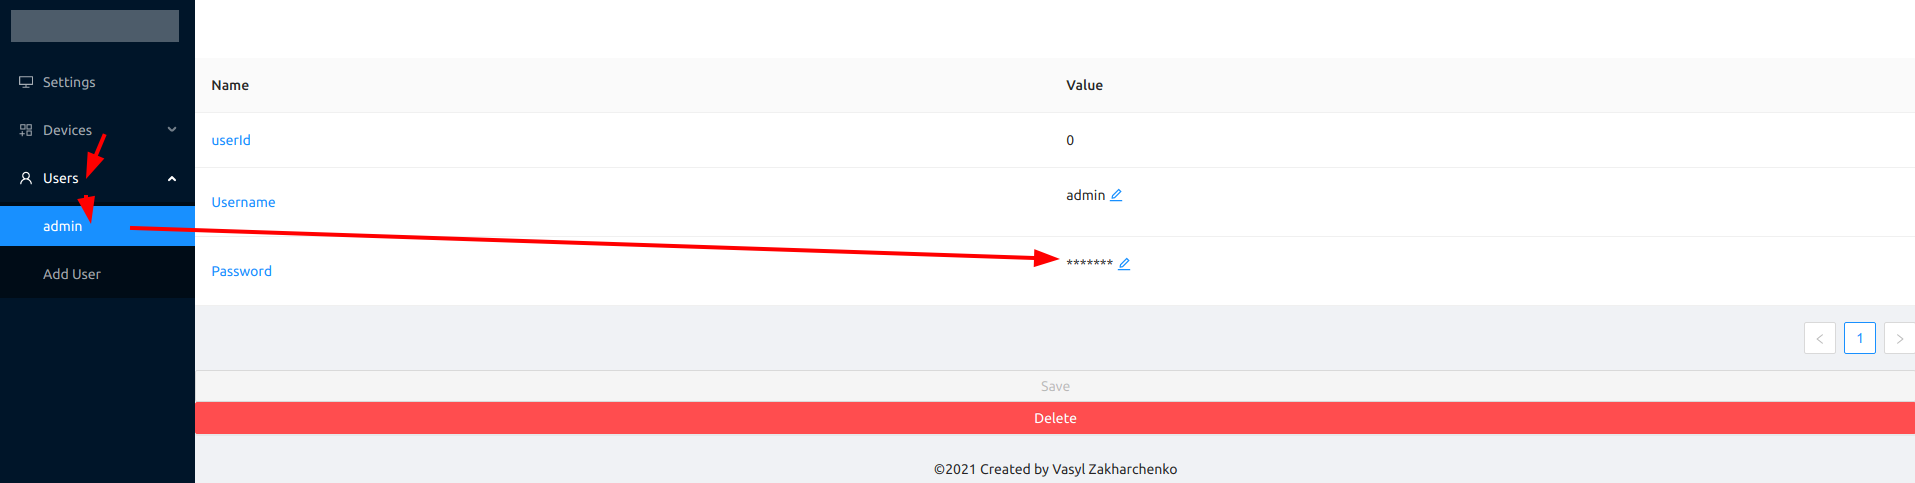 Settings
Devices
Users
admin
Add User
Name Value
userId 0
Username admin
Password *******
1
Save
Delete
©2021 Created by Vasyl Zakharchenko